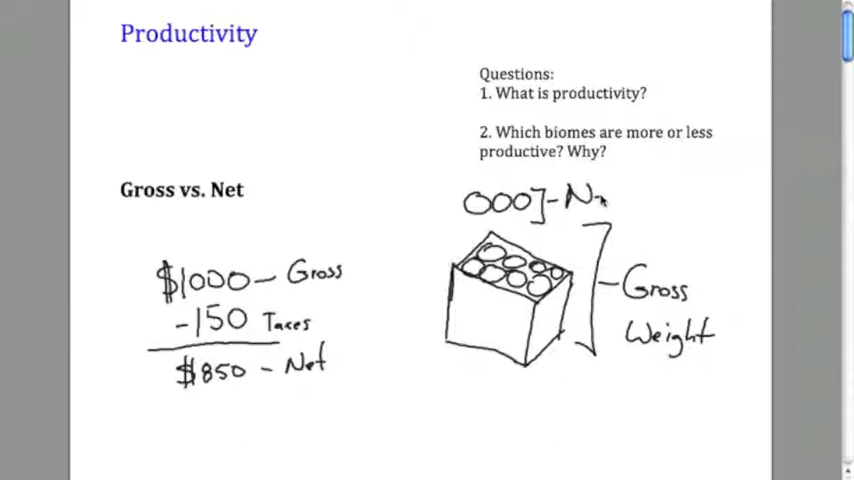 Productivity
Questions:
1. What is productivity?
2. Which biomes are more or less
productive? Why?
Gross vs. Net
$1000 - Gross
-150 Taxes
$850 - Net
000] - N
- Gross
Weight